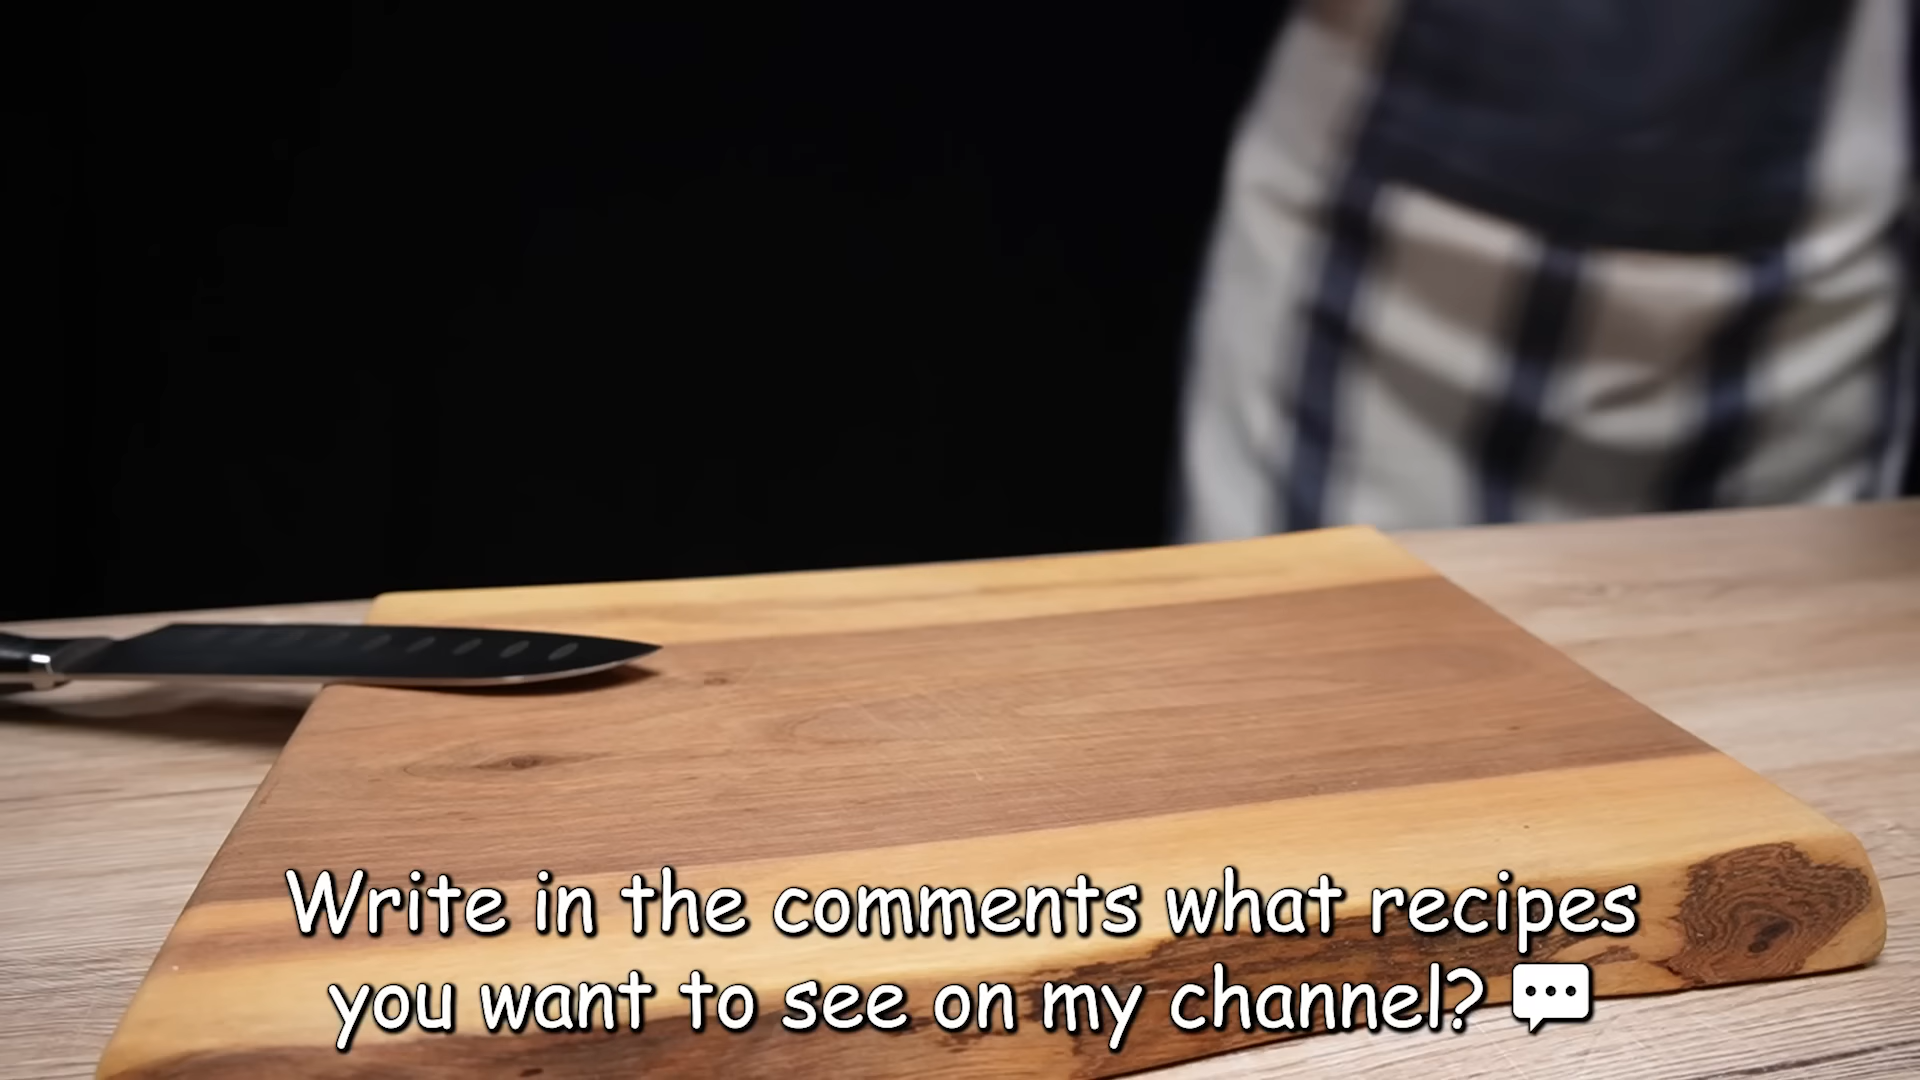 Write in the comments what recipes
you want to see on my channel? 💬